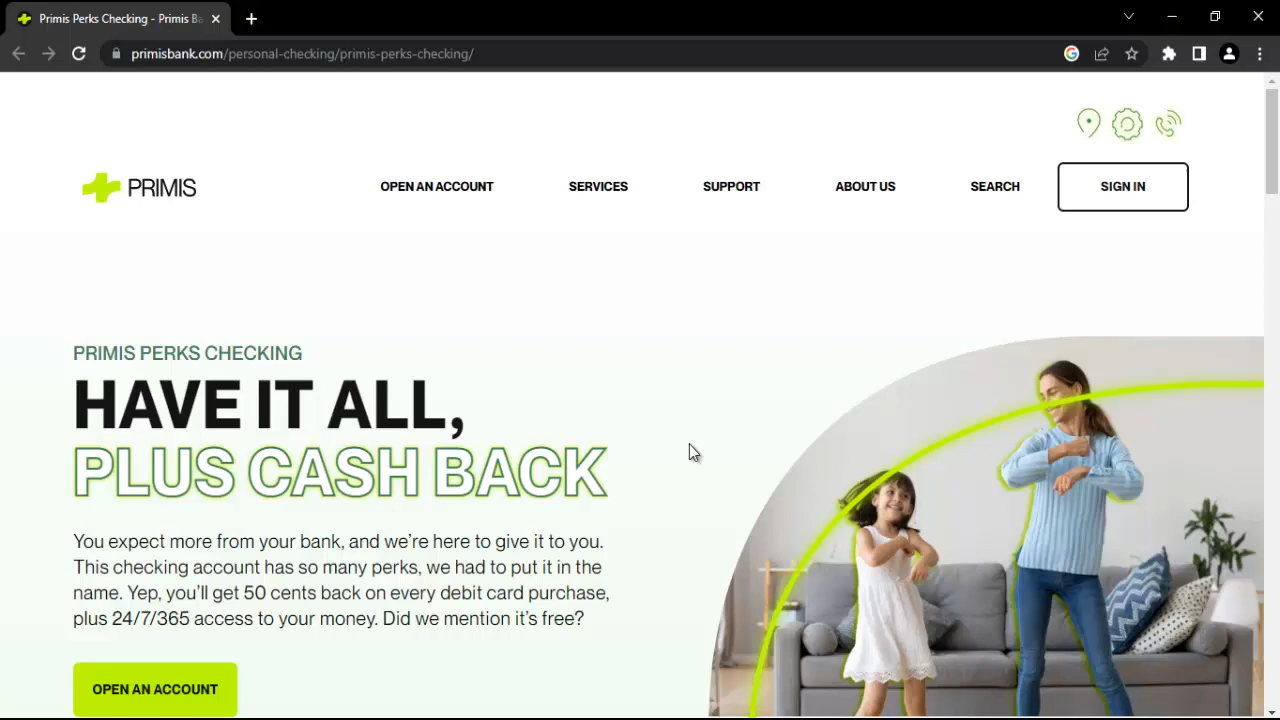 Primis Perks Checking - Primis Ba
primisbank.com/personal-checking/primis-perks-checking/
PRIMIS
OPEN AN ACCOUNT
SERVICES
SUPPORT
ABOUT US
SEARCH
SIGN IN
PRIMIS PERKS CHECKING
HAVE IT ALL,
PLUS CASH BACK
You expect more from your bank, and we're here to give it to you.
This checking account has so many perks, we had to put it in the
name. Yep, you'll get 50 cents back on every debit card purchase,
plus 24/7/365 access to your money. Did we mention it's free?
OPEN AN ACCOUNT